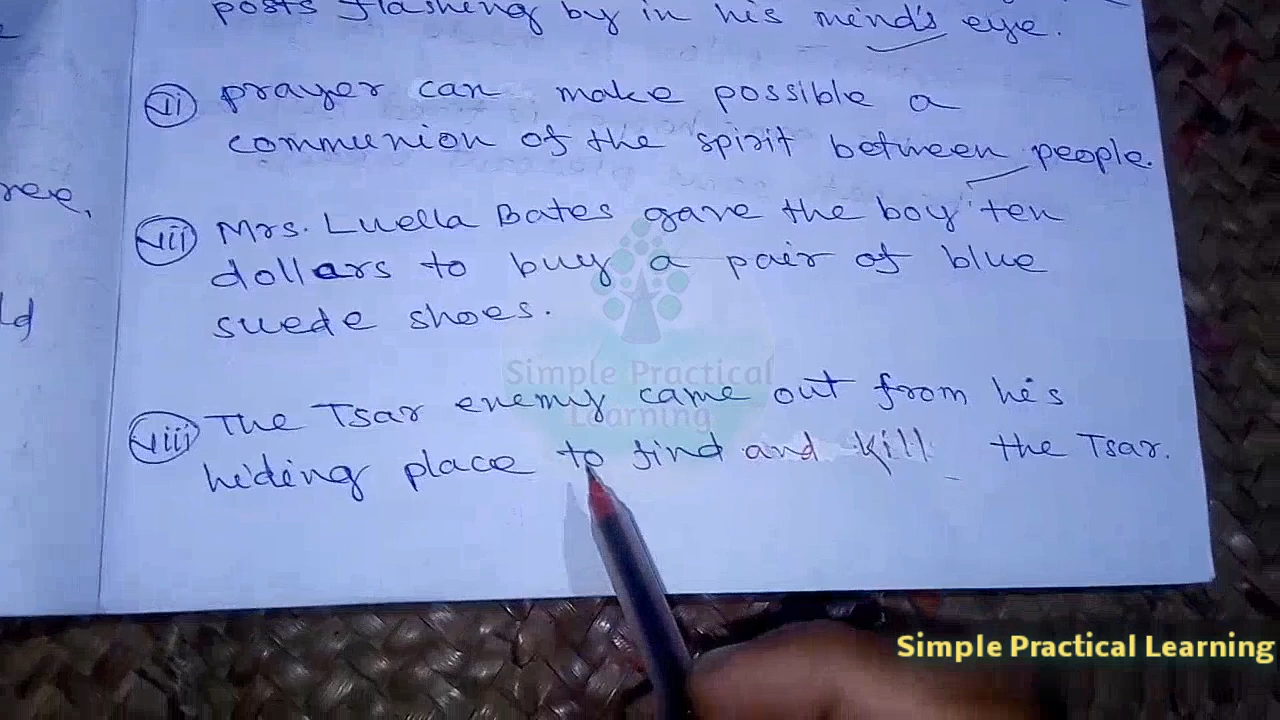 posts flashing by in his mind's eye.
(vi) prayer can make possible a
communion of the spirit between people.
ree,
(vii) Mrs. Luella Bates gave the boy ten
dollars to buy a pair of blue
ld
suede shoes.
Simple Practical
Learning
(viii) The Tsar enemy came out from his
hiding place to find and kill the Tsar.
Simple Practical Learning